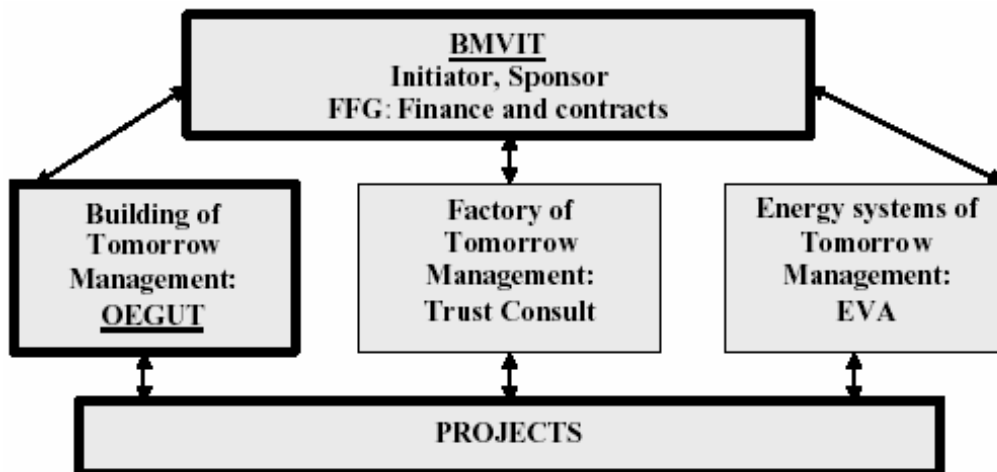 BMVIT
Initiator, Sponsor
FFG: Finance and contracts
Building of
Tomorrow
Management:
OEGUT
Factory of
Tomorrow
Management:
Trust Consult
Energy systems of
Tomorrow
Management:
EVA
PROJECTS